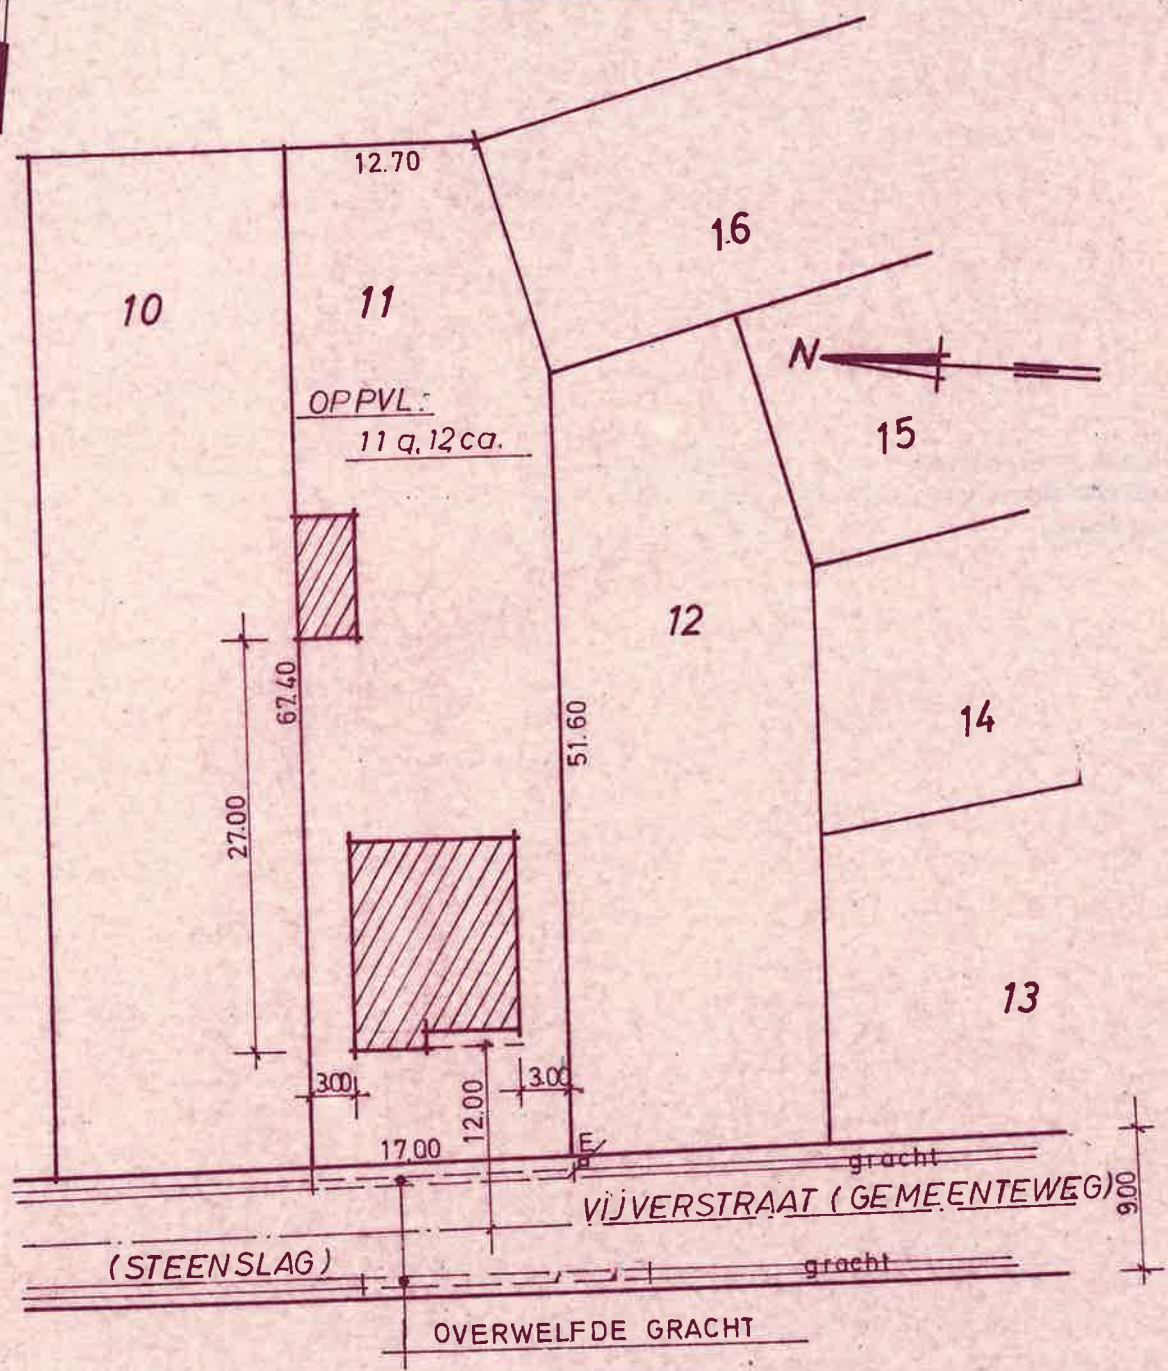 12.70
16
10
11
N
OPPVL:
11 a, 12 ca.
15
12
67.40
14
51.60
27.00
13
3.00
3.00
12.00
17.00
E
gracht
VIJVERSTRAAT (GEMEENTEWEG)
9.00
(STEENSLAG)
gracht
OVERWELFDE GRACHT